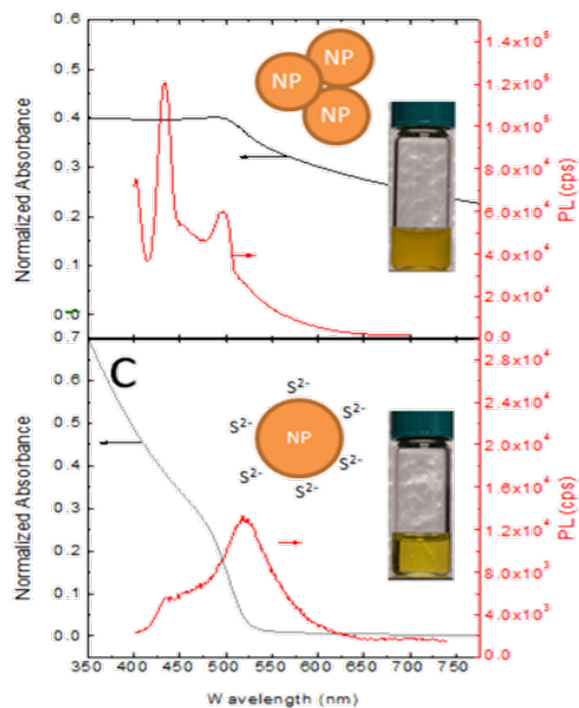 0.6
0.5
0.4
0.3
0.2
0.1
0.0
0.7
Normalized Absorbance
NP
NP
NP
1.4x10⁵
1.2x10⁵
1.0x10⁵
8.0x10⁴
6.0x10⁴
4.0x10⁴
2.0x10⁴
0.0
PL (cps)
C
0.6
0.5
0.4
0.3
0.2
0.1
0.0
Normalized Absorbance
S²⁻
S²⁻
S²⁻
NP
S²⁻
S²⁻
S²⁻
2.8x10⁴
2.4x10⁴
2.0x10⁴
1.6x10⁴
1.2x10⁴
8.0x10³
4.0x10³
0.0
PL (cps)
350 400 450 500 550 600 650 700 750
Wavelength (nm)